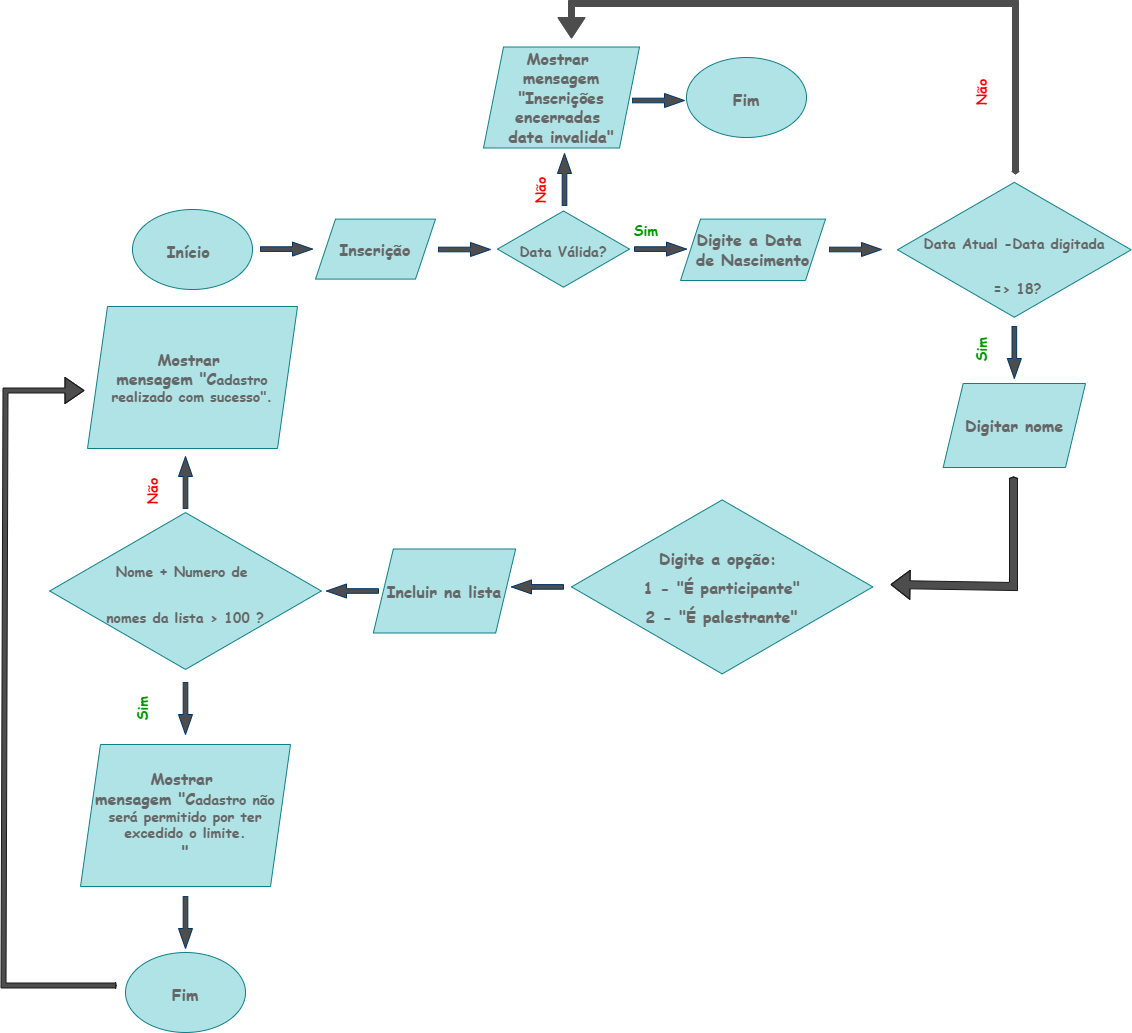 Mostrar
mensagem
"Inscrições
encerradas
data invalida"
Fim
Não
Não
Início
Inscrição
Data Válida?
Sim
Digite a Data
de Nascimento
Data Atual -Data digitada
=> 18?
Sim
Digitar nome
Mostrar
mensagem "Cadastro
realizado com sucesso".
Não
Digite a opção:
1 - "É participante"
2 - "É palestrante"
Incluir na lista
Nome + Numero de
nomes da lista > 100 ?
Sim
Mostrar
mensagem "Cadastro não
será permitido por ter
excedido o limite.
"
Fim